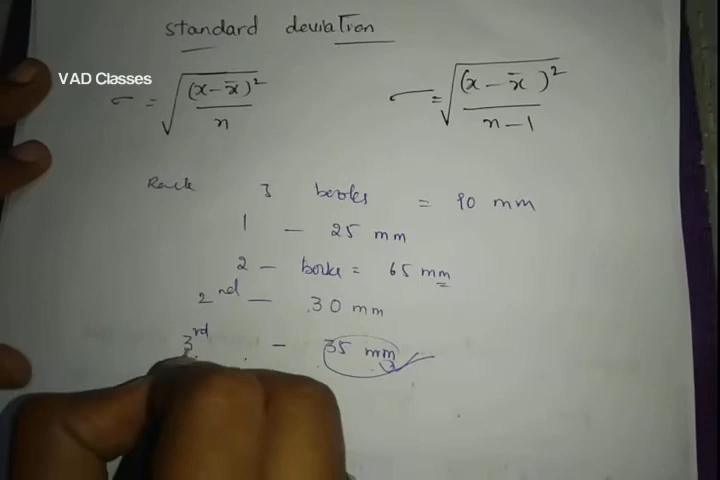 standard deviation
VAD Classes
σ = √(x - x̄)² / n
σ = √(x - x̄)² / n - 1
Rack 3 books = 90 mm
1 - 25 mm
2 - books = 65 mm
2nd - 30 mm
3rd - 35 mm